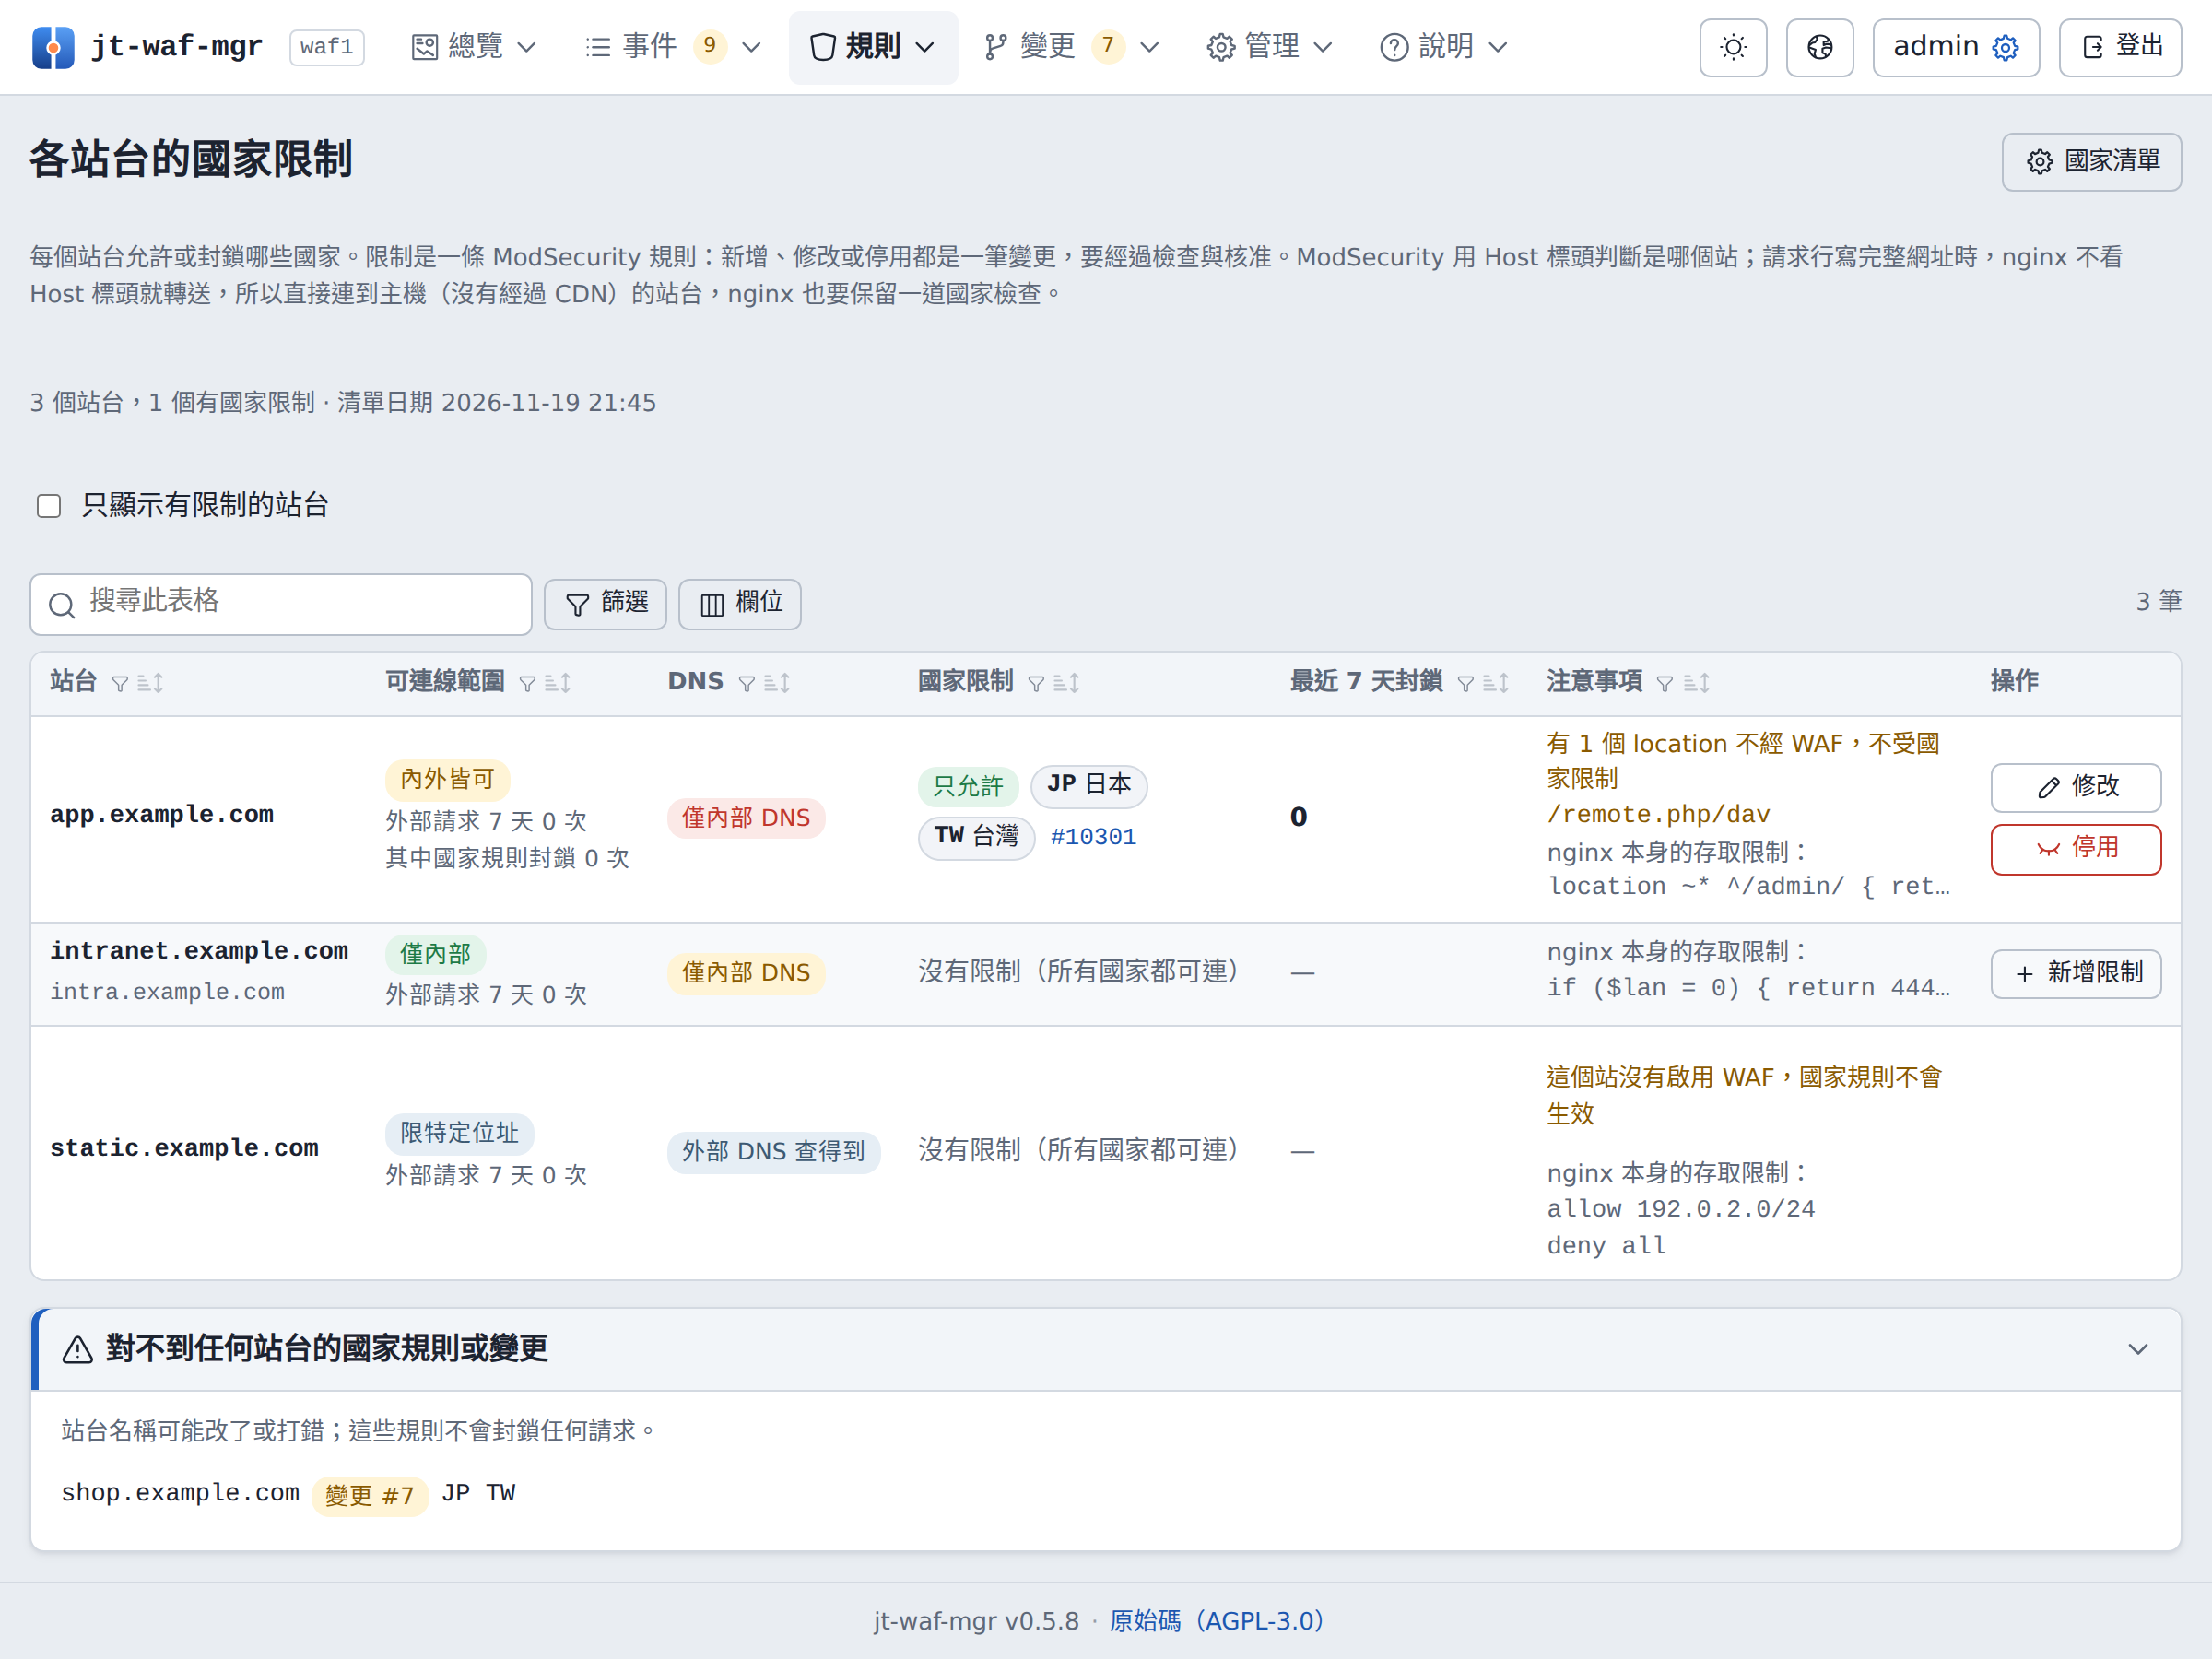 jt-waf-mgr waf1 總覽 事件 9 規則 變更 7 管理 說明 admin 登出
各站台的國家限制
國家清單
每個站台允許或封鎖哪些國家。限制是一條 ModSecurity 規則：新增、修改或停用都是一筆變更，要經過檢查與核准。ModSecurity 用 Host 標頭判斷是哪個站；請求行寫完整網址時，nginx 不看
Host 標頭就轉送，所以直接連到主機（沒有經過 CDN）的站台，nginx 也要保留一道國家檢查。
3 個站台，1 個有國家限制 · 清單日期 2026-11-19 21:45
只顯示有限制的站台
搜尋此表格 篩選 欄位 3 筆
站台 可連線範圍 DNS 國家限制 最近 7 天封鎖 注意事項 操作
app.example.com
內外皆可
外部請求 7 天 0 次
其中國家規則封鎖 0 次
僅內部 DNS
只允許 JP 日本
TW 台灣 #10301
0
有 1 個 location 不經 WAF，不受國
家限制
/remote.php/dav
nginx 本身的存取限制：
location ~* ^/admin/ { ret…
修改
停用
intranet.example.com
intra.example.com
僅內部
外部請求 7 天 0 次
僅內部 DNS
沒有限制（所有國家都可連）
—
nginx 本身的存取限制：
if ($lan = 0) { return 444…
新增限制
static.example.com
限特定位址
外部請求 7 天 0 次
外部 DNS 查得到
沒有限制（所有國家都可連）
—
這個站沒有啟用 WAF，國家規則不會
生效
nginx 本身的存取限制：
allow 192.0.2.0/24
deny all
對不到任何站台的國家規則或變更
站台名稱可能改了或打錯；這些規則不會封鎖任何請求。
shop.example.com 變更 #7 JP TW
jt-waf-mgr v0.5.8 · 原始碼（AGPL-3.0）